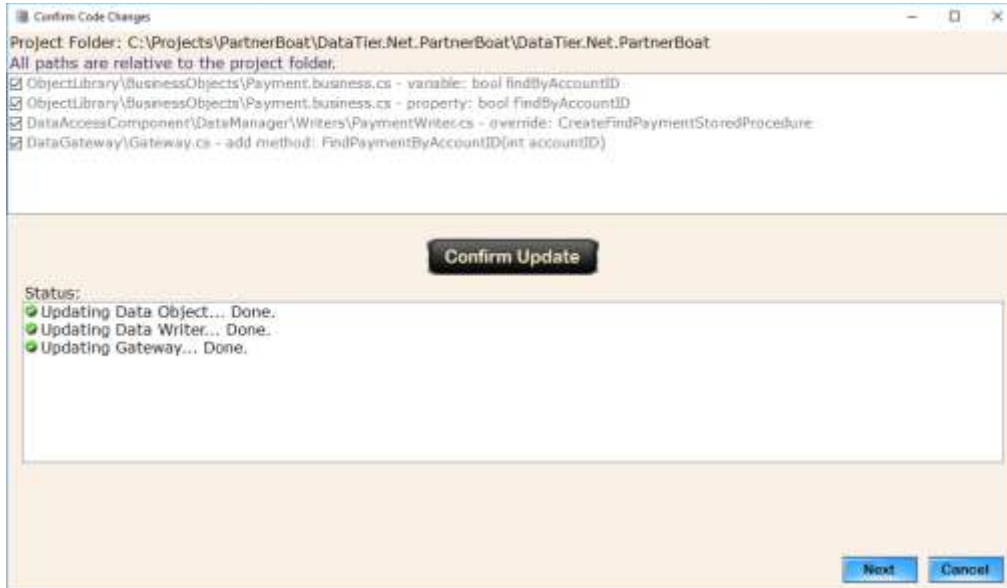 Confirm Code Changes
Project Folder: C:\Projects\PartnerBoat\DataTier.Net.PartnerBoat\DataTier.Net.PartnerBoat
All paths are relative to the project folder.
ObjectLibrary\BusinessObjects\Payment.business.cs - variable: bool findByAccountID
ObjectLibrary\BusinessObjects\Payment.business.cs - property: bool FindByAccountID
DataAccessComponent\DataManager\Writers\PaymentWriter.cs - override: CreateFindPaymentStoredProcedure
DataGateway\Gateway.cs - add method: FindPaymentByAccountID(int accountID)
Confirm Update
Status:
Updating Data Object... Done.
Updating Data Writer... Done.
Updating Gateway... Done.
Next
Cancel